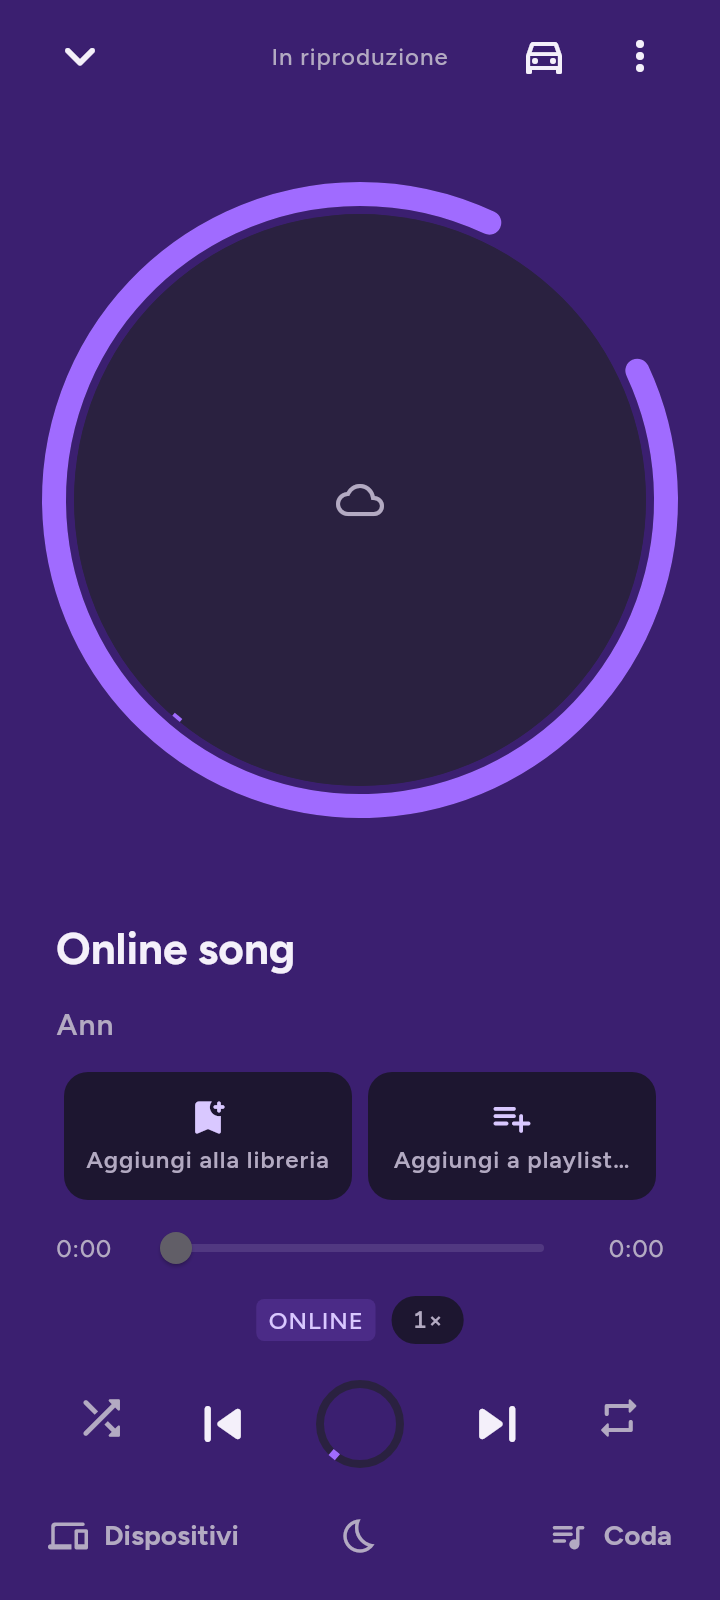 In riproduzione
Online song
Ann
Aggiungi alla libreria
Aggiungi a playlist…
0:00
0:00
ONLINE
1×
Dispositivi
Coda